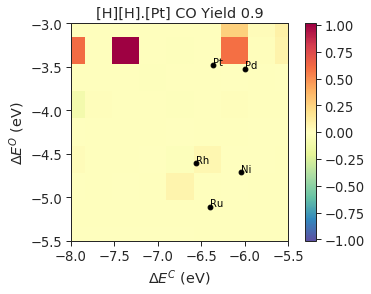 [H][H].[Pt] CO Yield 0.9
−3.0
−3.5
−4.0
−4.5
−5.0
−5.5
ΔE^O (eV)
Pt
Pd
Rh
Ni
Ru
−8.0 −7.5 −7.0 −6.5 −6.0 −5.5
ΔE^C (eV)
1.00
0.75
0.50
0.25
0.00
−0.25
−0.50
−0.75
−1.00